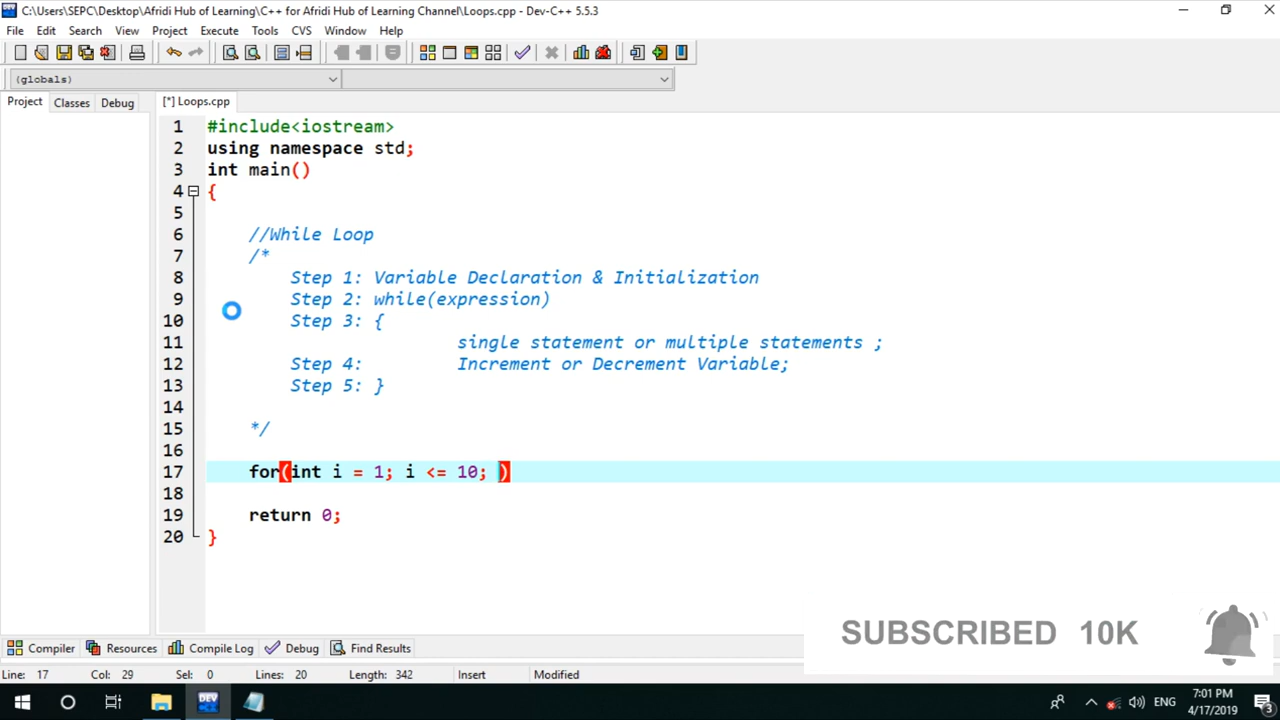 C:\Users\SEPC\Desktop\Afridi Hub of Learning\C++ for Afridi Hub of Learning Channel\Loops.cpp - Dev-C++ 5.5.3
File Edit Search View Project Execute Tools CVS Window Help
(globals)
Project Classes Debug [*] Loops.cpp
1 #include<iostream>
2 using namespace std;
3 int main()
4 {
5
6 //While Loop
7 /*
8 Step 1: Variable Declaration & Initialization
9 Step 2: while(expression)
10 Step 3: {
11 single statement or multiple statements ;
12 Step 4: Increment or Decrement Variable;
13 Step 5: }
14
15 */
16
17 for(int i = 1; i <= 10; )
18
19 return 0;
20 }
SUBSCRIBED 10K
Compiler Resources Compile Log Debug Find Results
Line: 17 Col: 29 Sel: 0 Lines: 20 Length: 342 Insert Modified
DEV ENG 7:01 PM
4/17/2019 3